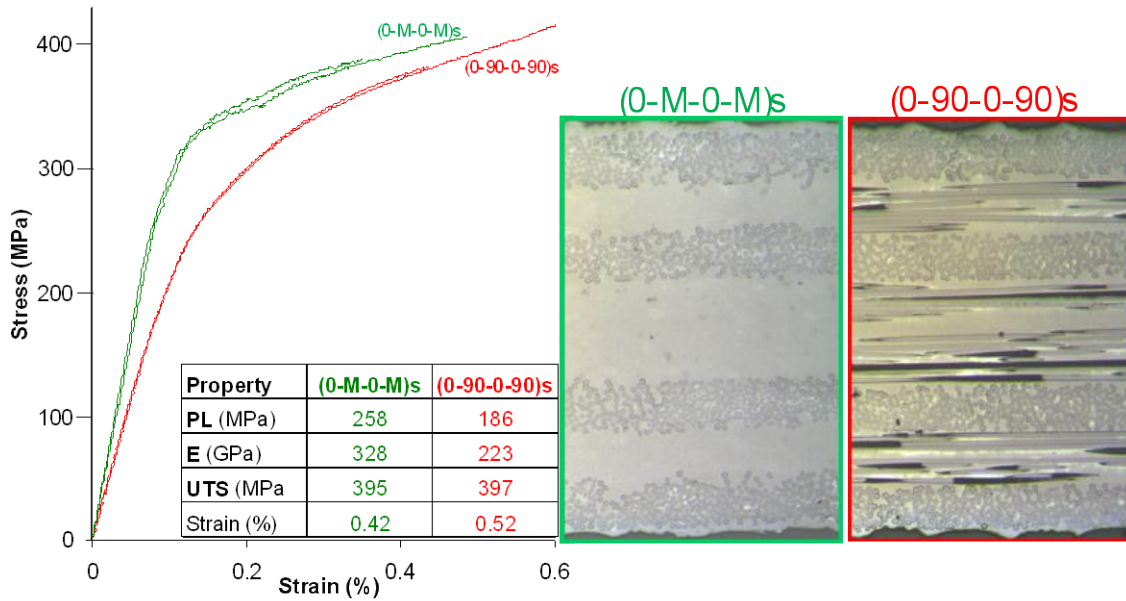 (0-M-0-M)s
(0-90-0-90)s
400
300
200
100
0
Stress (MPa)
0 0.2 0.4 0.6
Strain (%)
Property (0-M-0-M)s (0-90-0-90)s
PL (MPa) 258 186
E (GPa) 328 223
UTS (MPa 395 397
Strain (%) 0.42 0.52
(0-M-0-M)s (0-90-0-90)s